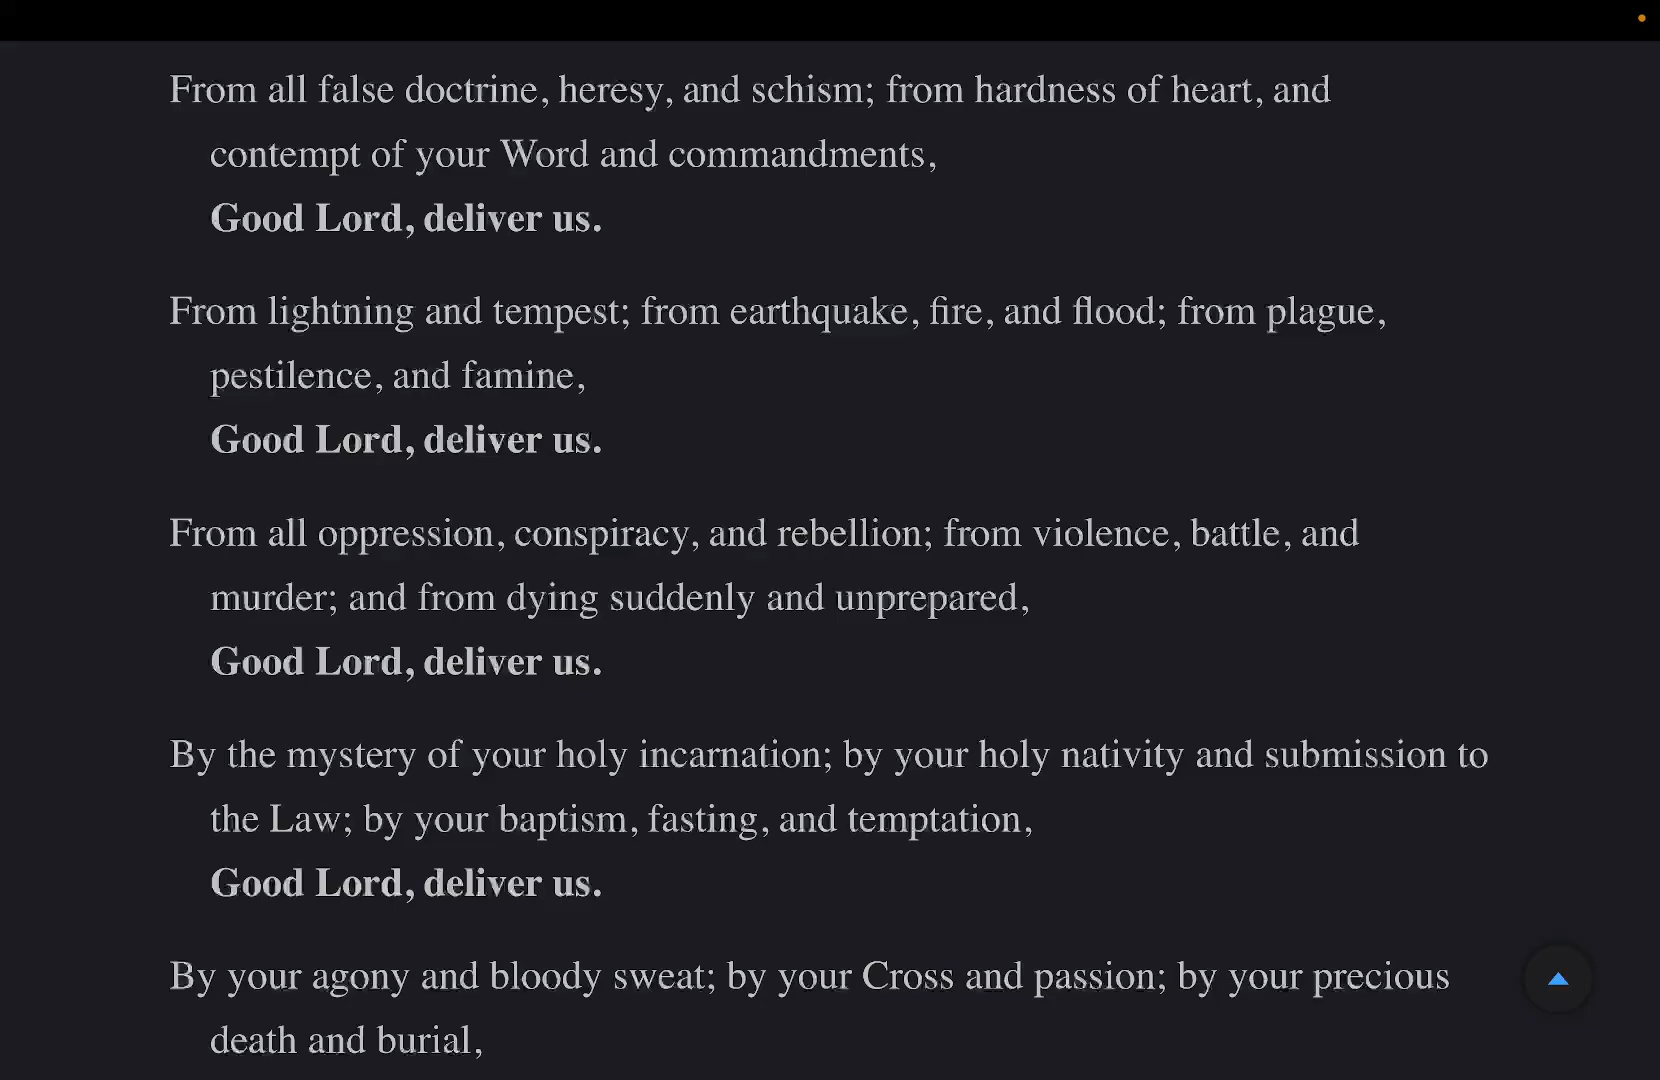 From all false doctrine, heresy, and schism; from hardness of heart, and
contempt of your Word and commandments,
Good Lord, deliver us.
From lightning and tempest; from earthquake, fire, and flood; from plague,
pestilence, and famine,
Good Lord, deliver us.
From all oppression, conspiracy, and rebellion; from violence, battle, and
murder; and from dying suddenly and unprepared,
Good Lord, deliver us.
By the mystery of your holy incarnation; by your holy nativity and submission to
the Law; by your baptism, fasting, and temptation,
Good Lord, deliver us.
By your agony and bloody sweat; by your Cross and passion; by your precious
death and burial,